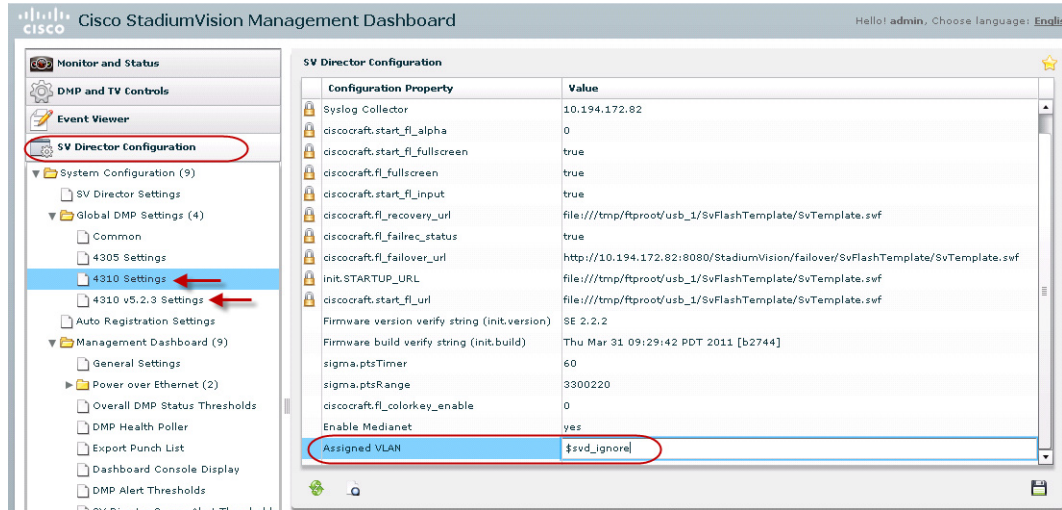 CISCO
Cisco StadiumVision Management Dashboard
Hello! admin, Choose language: Englis
Monitor and Status
DMP and TV Controls
Event Viewer
SV Director Configuration
System Configuration (9)
SV Director Settings
Global DMP Settings (4)
Common
4305 Settings
4310 Settings
4310 v5.2.3 Settings
Auto Registration Settings
Management Dashboard (9)
General Settings
Power over Ethernet (2)
Overall DMP Status Thresholds
DMP Health Poller
Export Punch List
Dashboard Console Display
DMP Alert Thresholds
SV Director Configuration
Configuration Property Value
Syslog Collector 10.194.172.82
ciscocraft.start_fl_alpha 0
ciscocraft.start_fl_fullscreen true
ciscocraft.fl_fullscreen true
ciscocraft.start_fl_input true
ciscocraft.fl_recovery_url file:///tmp/ftproot/usb_1/SvFlashTemplate/SvTemplate.swf
ciscocraft.fl_failrec_status true
ciscocraft.fl_failover_url http://10.194.172.82:8080/StadiumVision/failover/SvFlashTemplate/SvTemplate.swf
init.STARTUP_URL file:///tmp/ftproot/usb_1/SvFlashTemplate/SvTemplate.swf
ciscocraft.start_fl_url file:///tmp/ftproot/usb_1/SvFlashTemplate/SvTemplate.swf
Firmware version verify string (init.version) SE 2.2.2
Firmware build verify string (init.build) Thu Mar 31 09:29:42 PDT 2011 [b2744]
sigma.ptsTimer 60
sigma.ptsRange 3300220
ciscocraft.fl_colorkey_enable 0
Enable Medianet yes
Assigned VLAN $svd_ignore